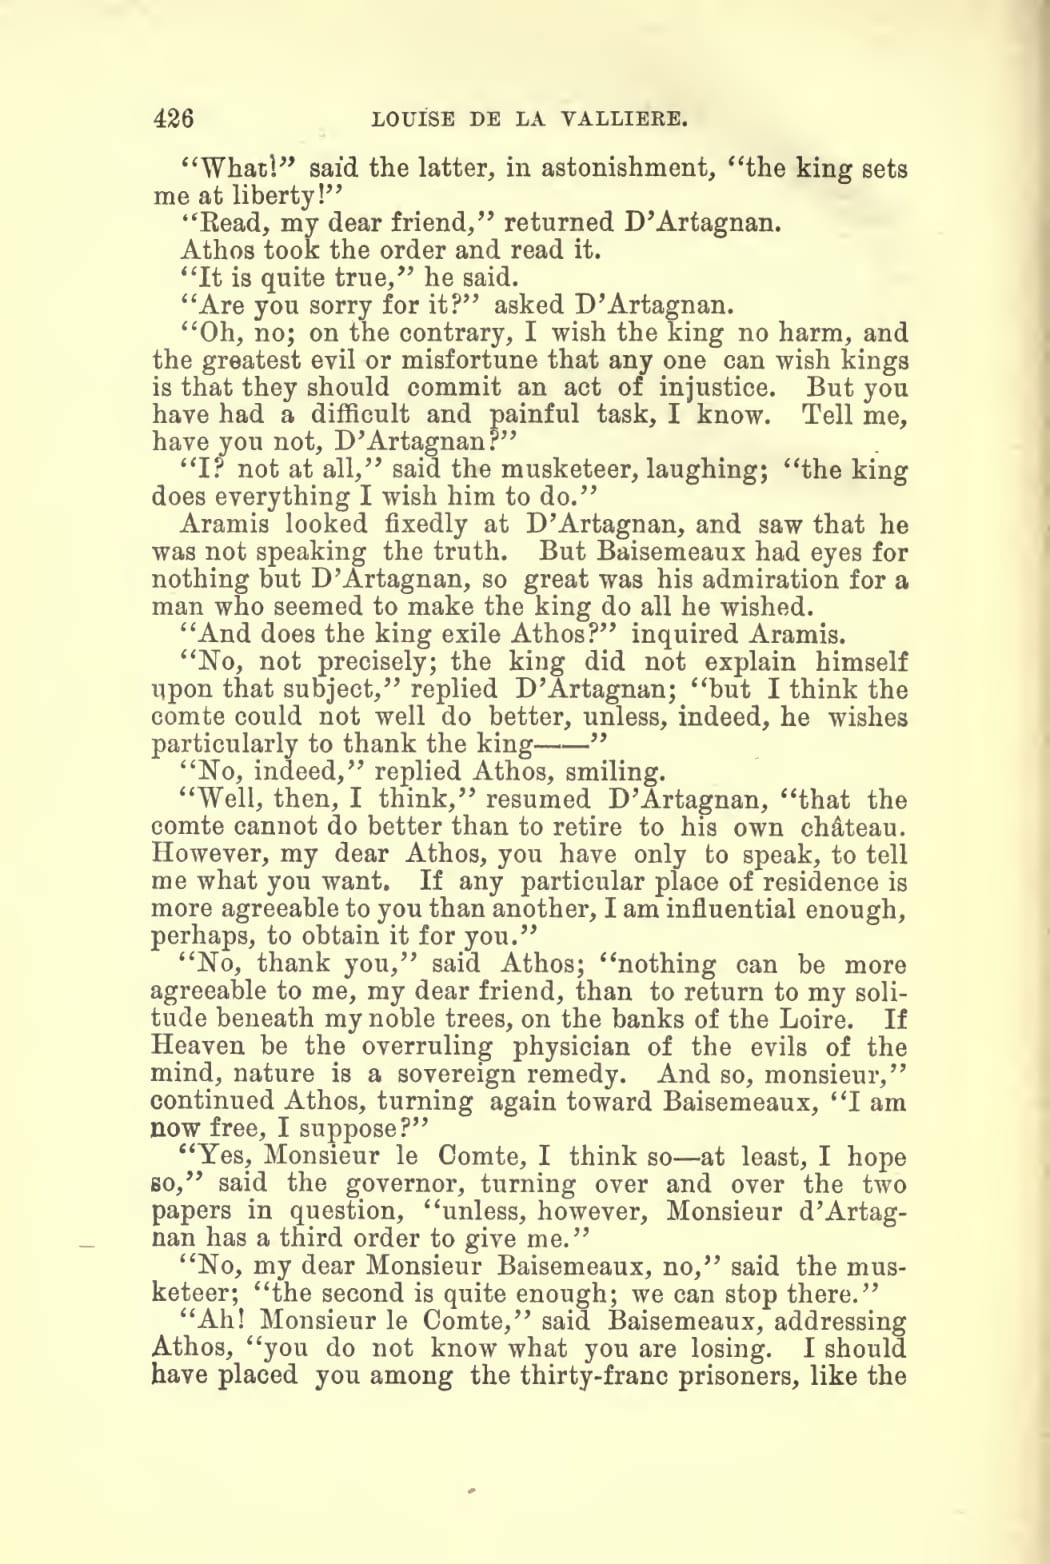 426 LOUISE DE LA VALLIERE.
“What!” said the latter, in astonishment, “the king sets
me at liberty!”
“Read, my dear friend,” returned D’Artagnan.
Athos took the order and read it.
“It is quite true,” he said.
“Are you sorry for it?” asked D’Artagnan.
“Oh, no; on the contrary, I wish the king no harm, and
the greatest evil or misfortune that any one can wish kings
is that they should commit an act of injustice. But you
have had a difficult and painful task, I know. Tell me,
have you not, D’Artagnan?”
“I? not at all,” said the musketeer, laughing; “the king
does everything I wish him to do.”
Aramis looked fixedly at D’Artagnan, and saw that he
was not speaking the truth. But Baisemeaux had eyes for
nothing but D’Artagnan, so great was his admiration for a
man who seemed to make the king do all he wished.
“And does the king exile Athos?” inquired Aramis.
“No, not precisely; the king did not explain himself
upon that subject,” replied D’Artagnan; “but I think the
comte could not well do better, unless, indeed, he wishes
particularly to thank the king——”
“No, indeed,” replied Athos, smiling.
“Well, then, I think,” resumed D’Artagnan, “that the
comte cannot do better than to retire to his own château.
However, my dear Athos, you have only to speak, to tell
me what you want. If any particular place of residence is
more agreeable to you than another, I am influential enough,
perhaps, to obtain it for you.”
“No, thank you,” said Athos; “nothing can be more
agreeable to me, my dear friend, than to return to my soli-
tude beneath my noble trees, on the banks of the Loire. If
Heaven be the overruling physician of the evils of the
mind, nature is a sovereign remedy. And so, monsieur,”
continued Athos, turning again toward Baisemeaux, “I am
now free, I suppose?”
“Yes, Monsieur le Comte, I think so—at least, I hope
so,” said the governor, turning over and over the two
papers in question, “unless, however, Monsieur d’Artag-
nan has a third order to give me.”
“No, my dear Monsieur Baisemeaux, no,” said the mus-
keteer; “the second is quite enough; we can stop there.”
“Ah! Monsieur le Comte,” said Baisemeaux, addressing
Athos, “you do not know what you are losing. I should
have placed you among the thirty-franc prisoners, like the